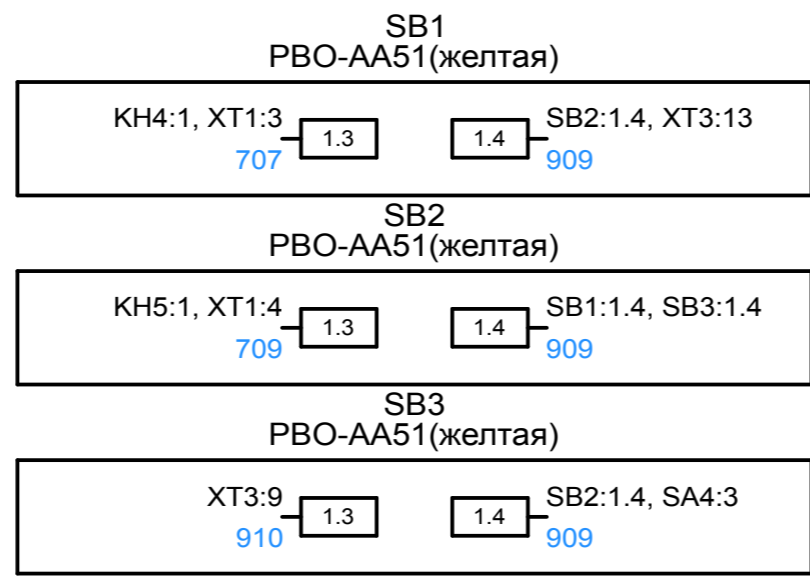 SB1
PBO-AA51(желтая)
KH4:1, XT1:3
707
1.3
1.4
SB2:1.4, XT3:13
909
SB2
PBO-AA51(желтая)
KH5:1, XT1:4
709
1.3
1.4
SB1:1.4, SB3:1.4
909
SB3
PBO-AA51(желтая)
XT3:9
910
1.3
1.4
SB2:1.4, SA4:3
909